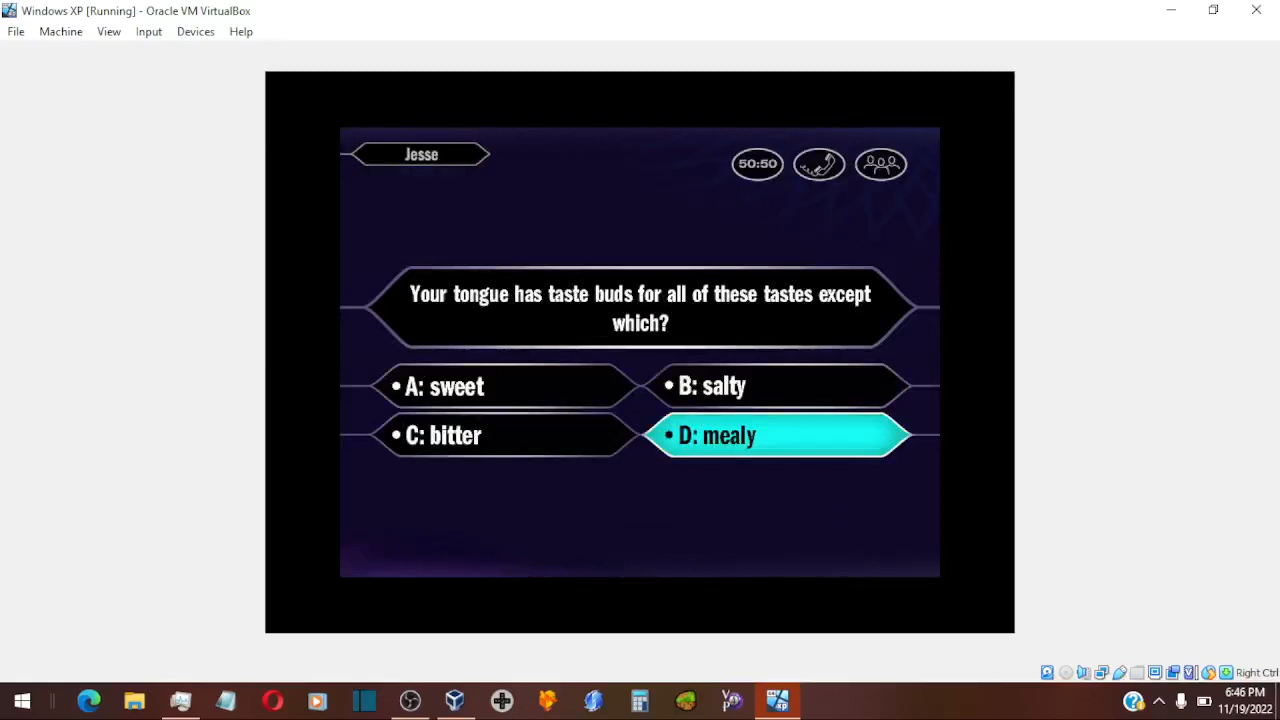 Windows XP [Running] - Oracle VM VirtualBox
File Machine View Input Devices Help
Jesse
50:50
Your tongue has taste buds for all of these tastes except
which?
• A: sweet
• B: salty
• C: bitter
• D: mealy
Right Ctrl
6:46 PM
11/19/2022